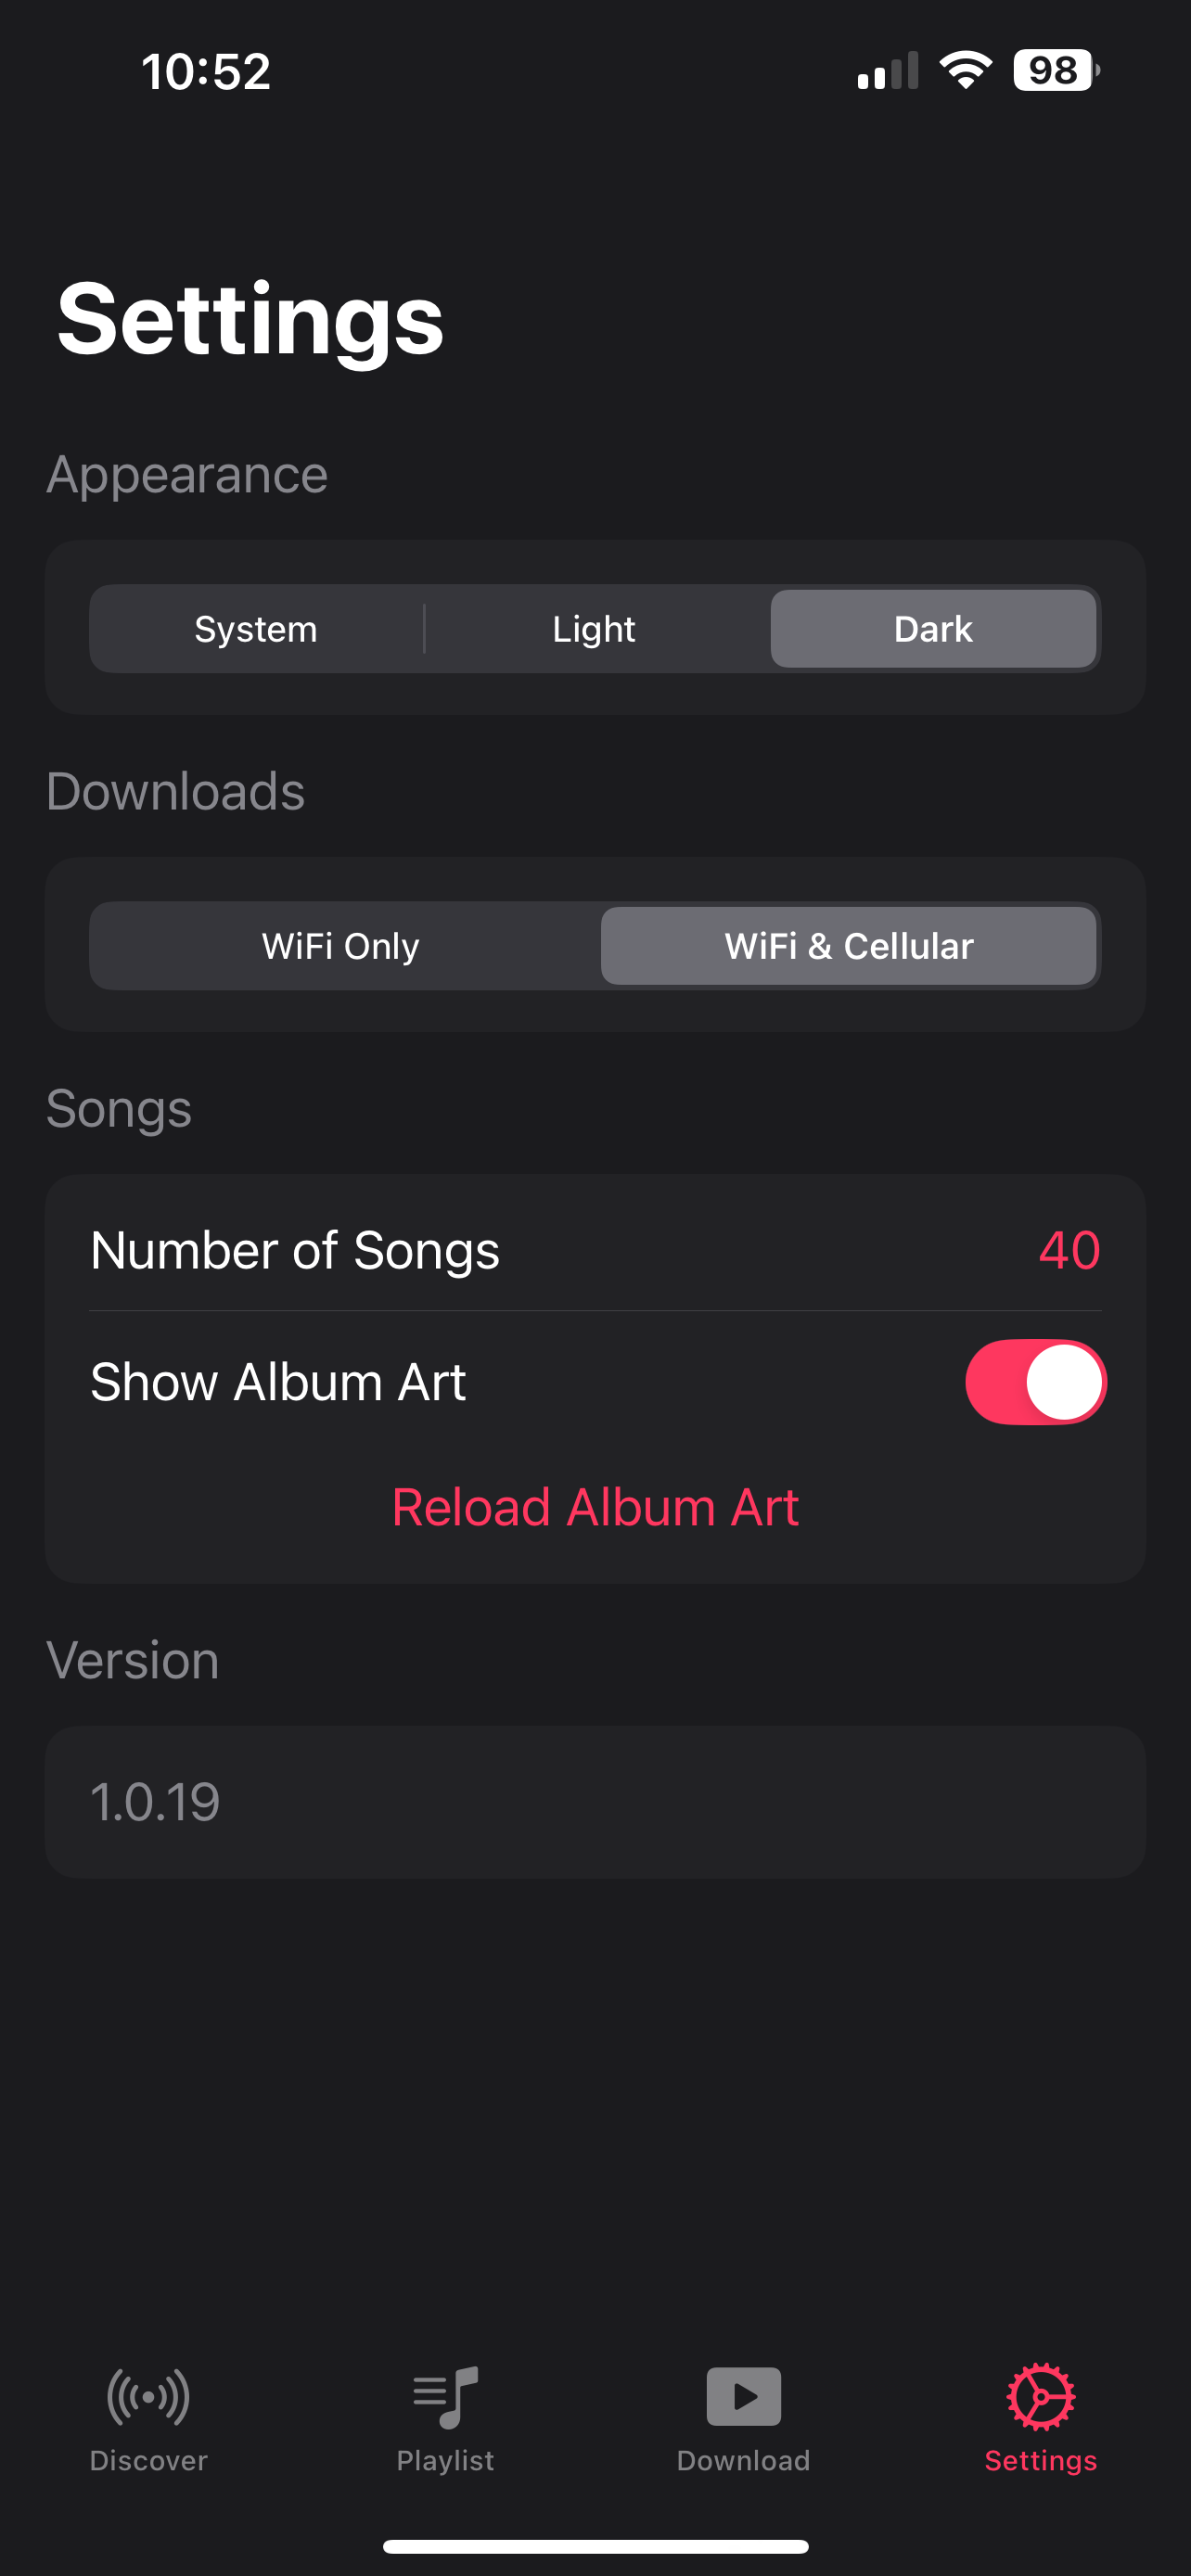 10:52
98
Settings
Appearance
System Light Dark
Downloads
WiFi Only WiFi & Cellular
Songs
Number of Songs 40
Show Album Art
Reload Album Art
Version
1.0.19
Discover Playlist Download Settings